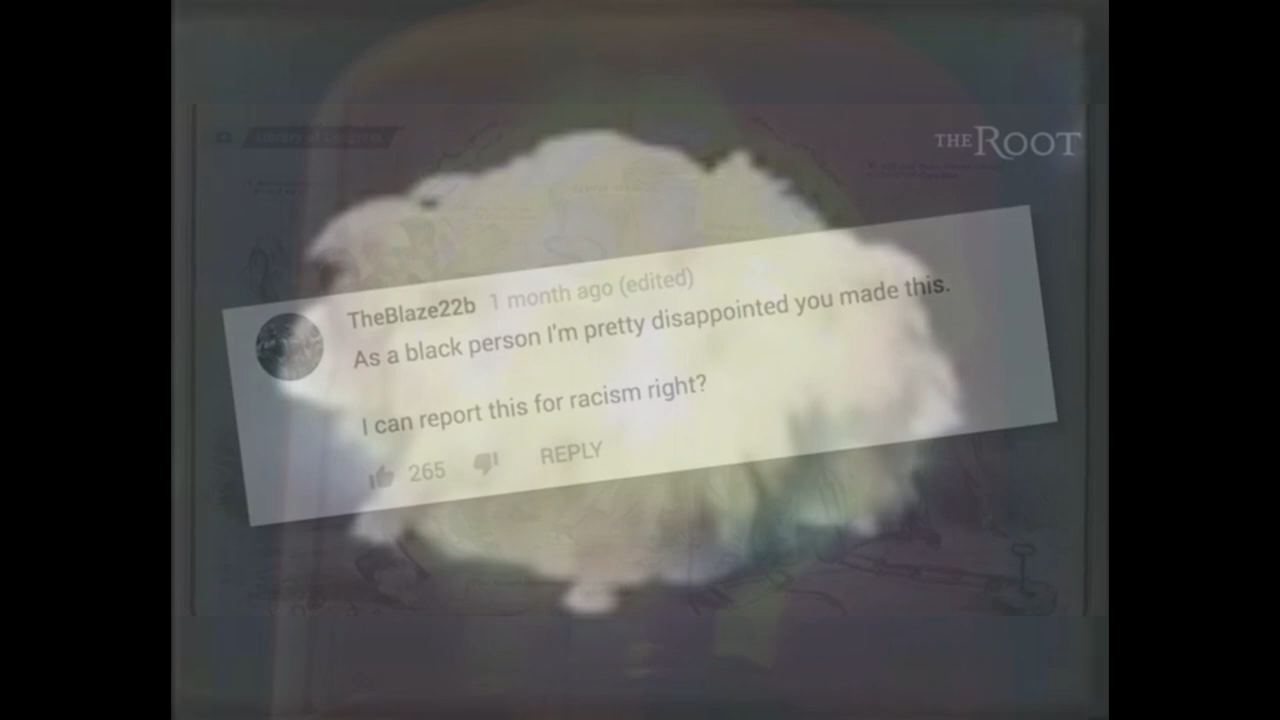 THE ROOT
TheBlaze22b 1 month ago (edited)
As a black person I'm pretty disappointed you made this.
I can report this for racism right?
265 REPLY